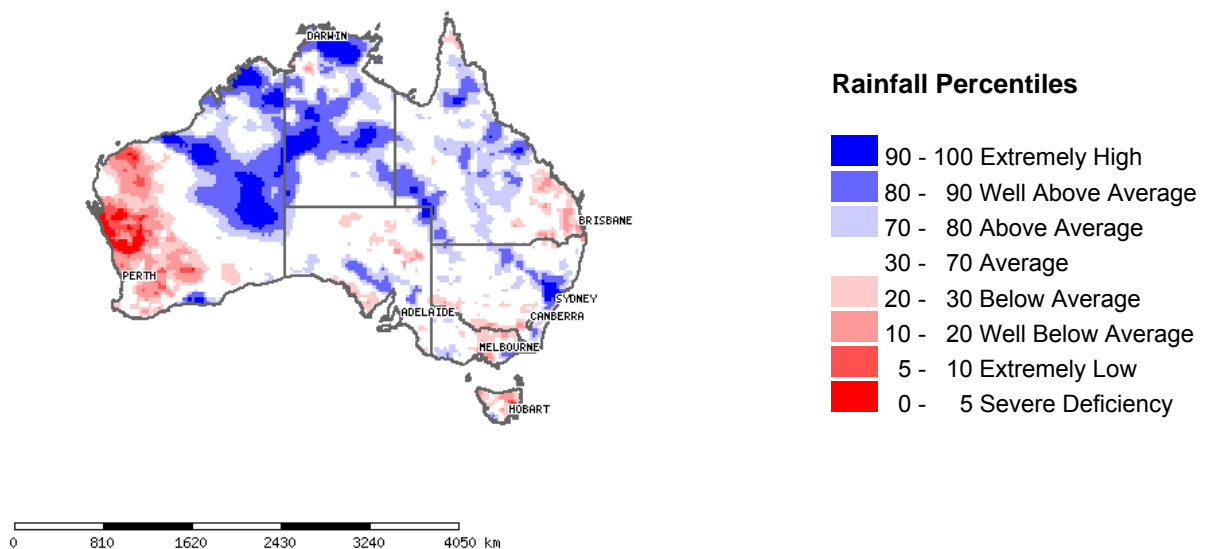 DARWIN
BRISBANE
PERTH
SYDNEY
ADELAIDE
CANBERRA
MELBOURNE
HOBART
0 810 1620 2430 3240 4050 km
Rainfall Percentiles
90 - 100 Extremely High
80 - 90 Well Above Average
70 - 80 Above Average
30 - 70 Average
20 - 30 Below Average
10 - 20 Well Below Average
5 - 10 Extremely Low
0 - 5 Severe Deficiency